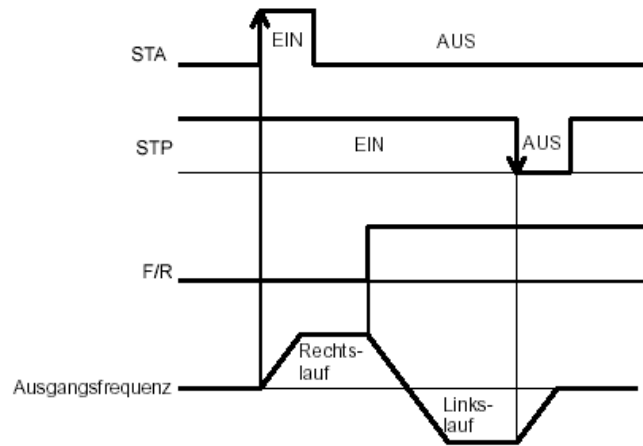 EIN
AUS
STA
EIN
AUS
STP
F/R
Rechts-
lauf
Ausgangsfrequenz
Links-
lauf